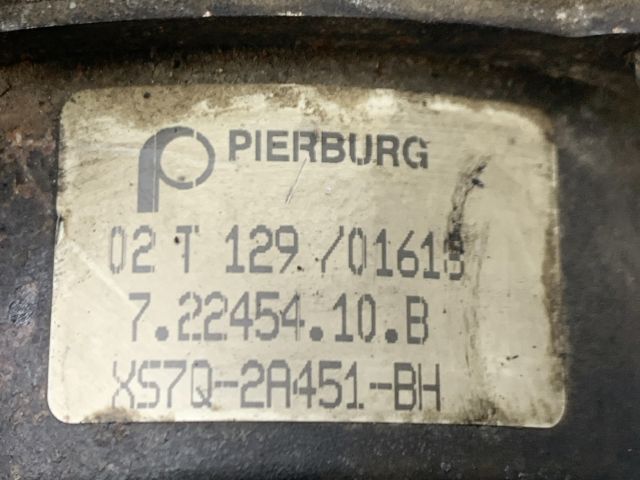 PIERBURG
02 T 129 /01618
7.22454.10.B
XS7Q-2A451-BH